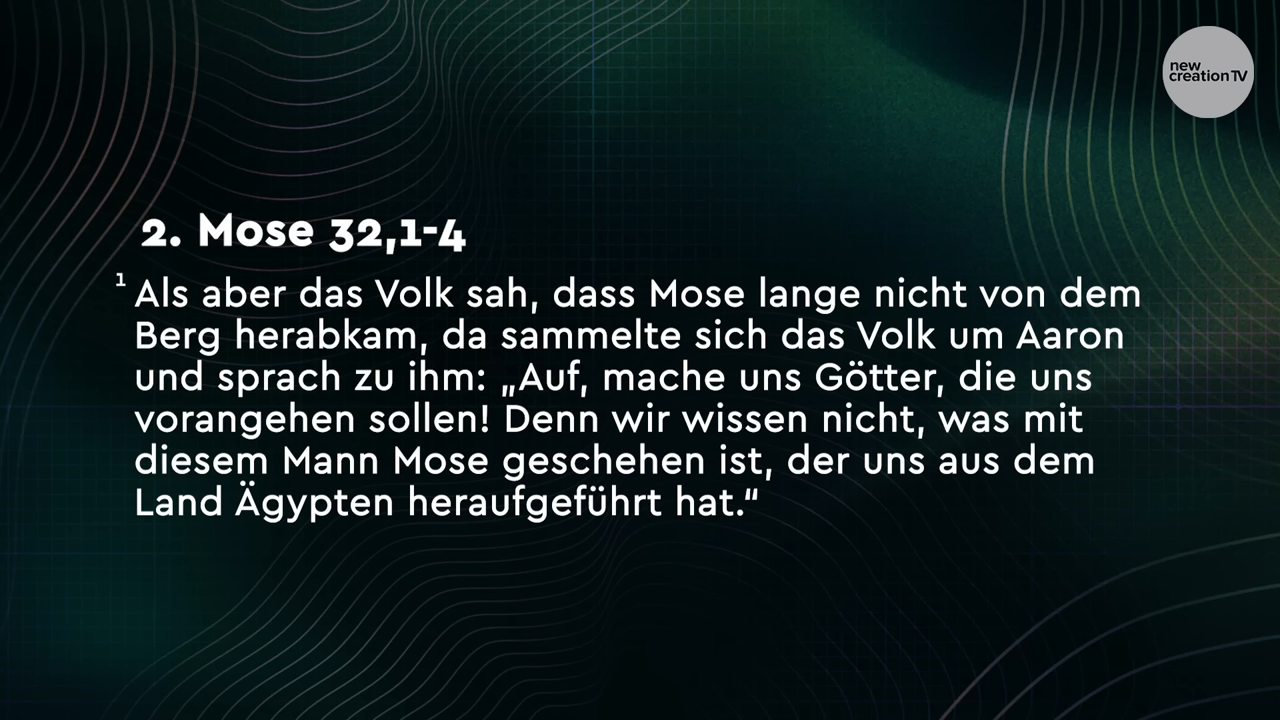 new
creation TV
2. Mose 32,1-4
1 Als aber das Volk sah, dass Mose lange nicht von dem
Berg herabkam, da sammelte sich das Volk um Aaron
und sprach zu ihm: „Auf, mache uns Götter, die uns
vorangehen sollen! Denn wir wissen nicht, was mit
diesem Mann Mose geschehen ist, der uns aus dem
Land Ägypten heraufgeführt hat.“